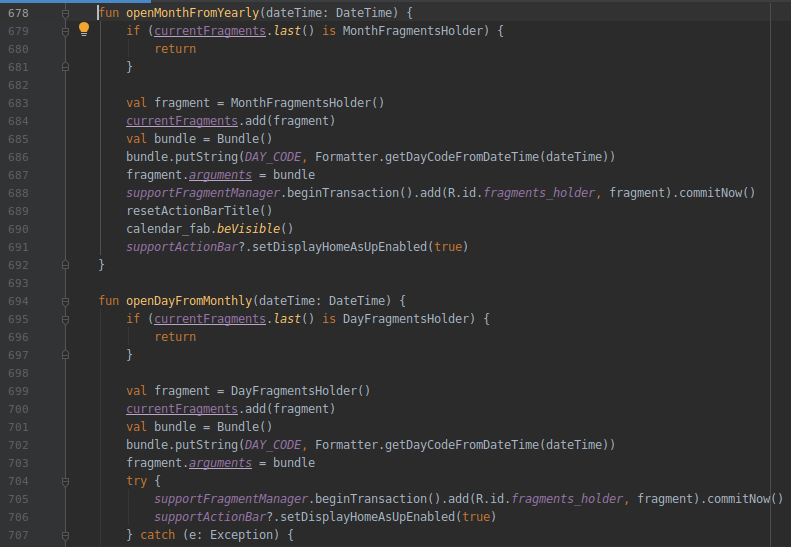 678 fun openMonthFromYearly(dateTime: DateTime) {
679 if (currentFragments.last() is MonthFragmentsHolder) {
680 return
681 }
682
683 val fragment = MonthFragmentsHolder()
684 currentFragments.add(fragment)
685 val bundle = Bundle()
686 bundle.putString(DAY_CODE, Formatter.getDayCodeFromDateTime(dateTime))
687 fragment.arguments = bundle
688 supportFragmentManager.beginTransaction().add(R.id.fragments_holder, fragment).commitNow()
689 resetActionBarTitle()
690 calendar_fab.beVisible()
691 supportActionBar?.setDisplayHomeAsUpEnabled(true)
692 }
693
694 fun openDayFromMonthly(dateTime: DateTime) {
695 if (currentFragments.last() is DayFragmentsHolder) {
696 return
697 }
698
699 val fragment = DayFragmentsHolder()
700 currentFragments.add(fragment)
701 val bundle = Bundle()
702 bundle.putString(DAY_CODE, Formatter.getDayCodeFromDateTime(dateTime))
703 fragment.arguments = bundle
704 try {
705 supportFragmentManager.beginTransaction().add(R.id.fragments_holder, fragment).commitNow()
706 supportActionBar?.setDisplayHomeAsUpEnabled(true)
707 } catch (e: Exception) {